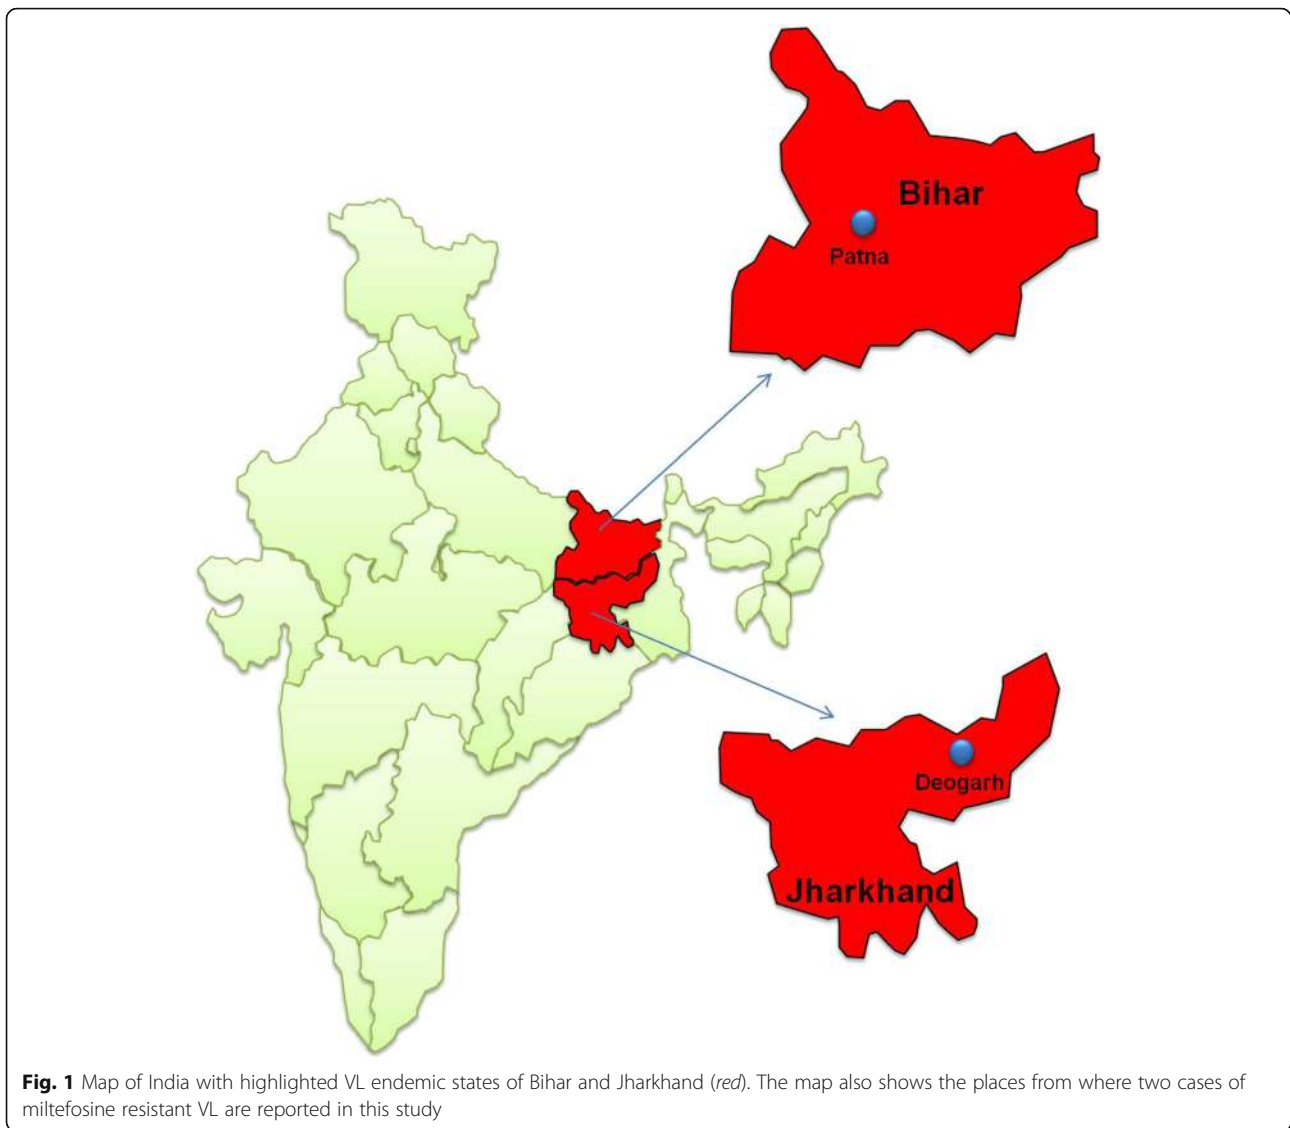 Bihar
Patna
Deogarh
Jharkhand
Fig. 1 Map of India with highlighted VL endemic states of Bihar and Jharkhand (red). The map also shows the places from where two cases of
miltefosine resistant VL are reported in this study